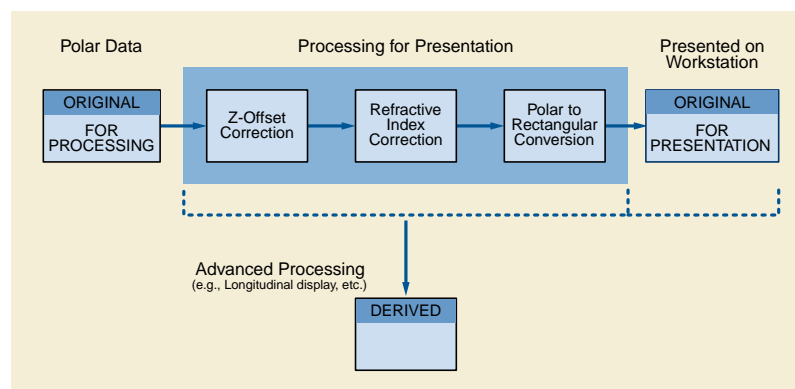 Polar Data
Processing for Presentation
Presented on
Workstation
ORIGINAL
FOR
PROCESSING
Z-Offset
Correction
Refractive
Index
Correction
Polar to
Rectangular
Conversion
ORIGINAL
FOR
PRESENTATION
Advanced Processing
(e.g., Longitudinal display, etc.)
DERIVED